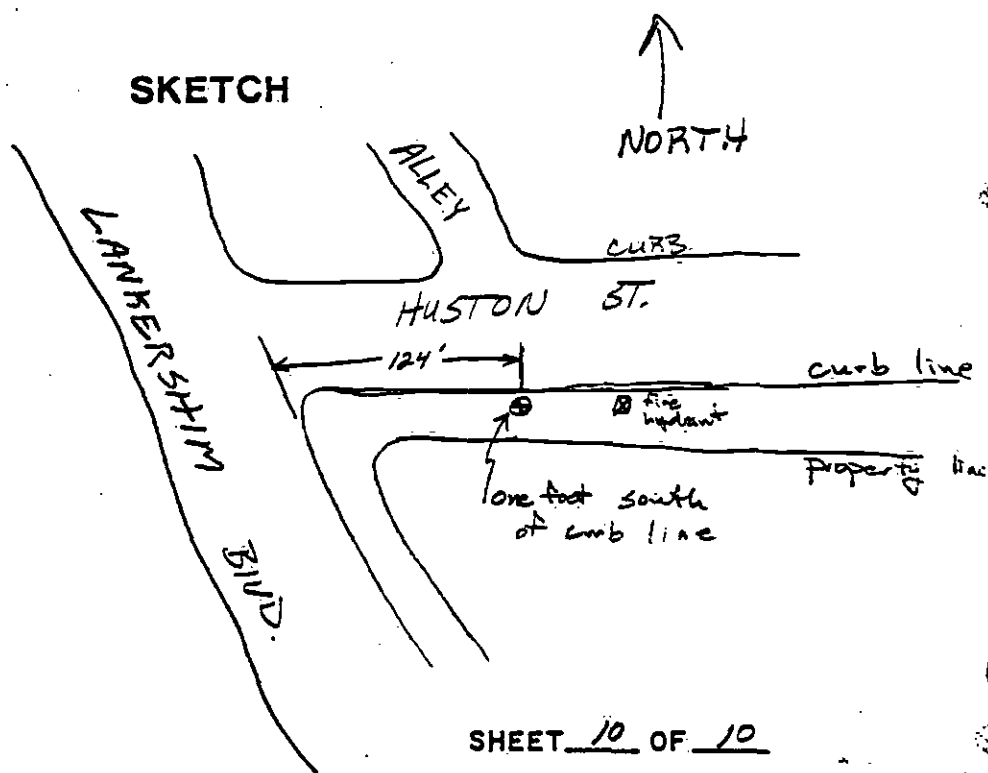 SKETCH
NORTH
ALLEY
CURB
HUSTON ST.
LANKERSHIM BLVD.
124'
curb line
fire
hydrant
property line
one foot south
of curb line
SHEET 10 OF 10